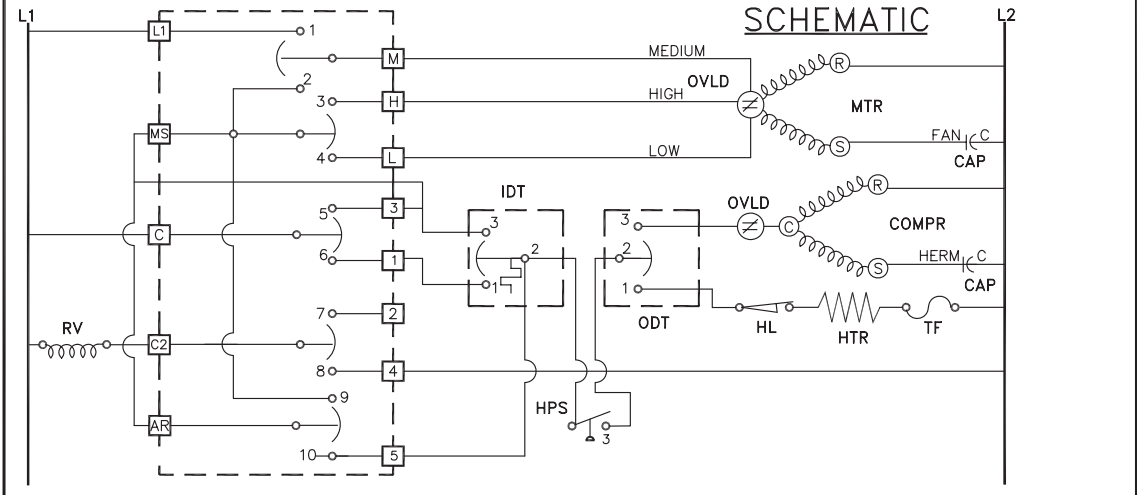 L1
SCHEMATIC
L2
L1
1
M
MEDIUM
OVLD
R
2
3
H
HIGH
MTR
MS
4
L
LOW
S
FAN
C
CAP
IDT
OVLD
R
5
3
3
3
C
COMPR
C
6
1
2
2
HERM
C
S
CAP
1
1
7
2
ODT
HL
HTR
TF
RV
C2
8
4
9
HPS
AR
3
10
5